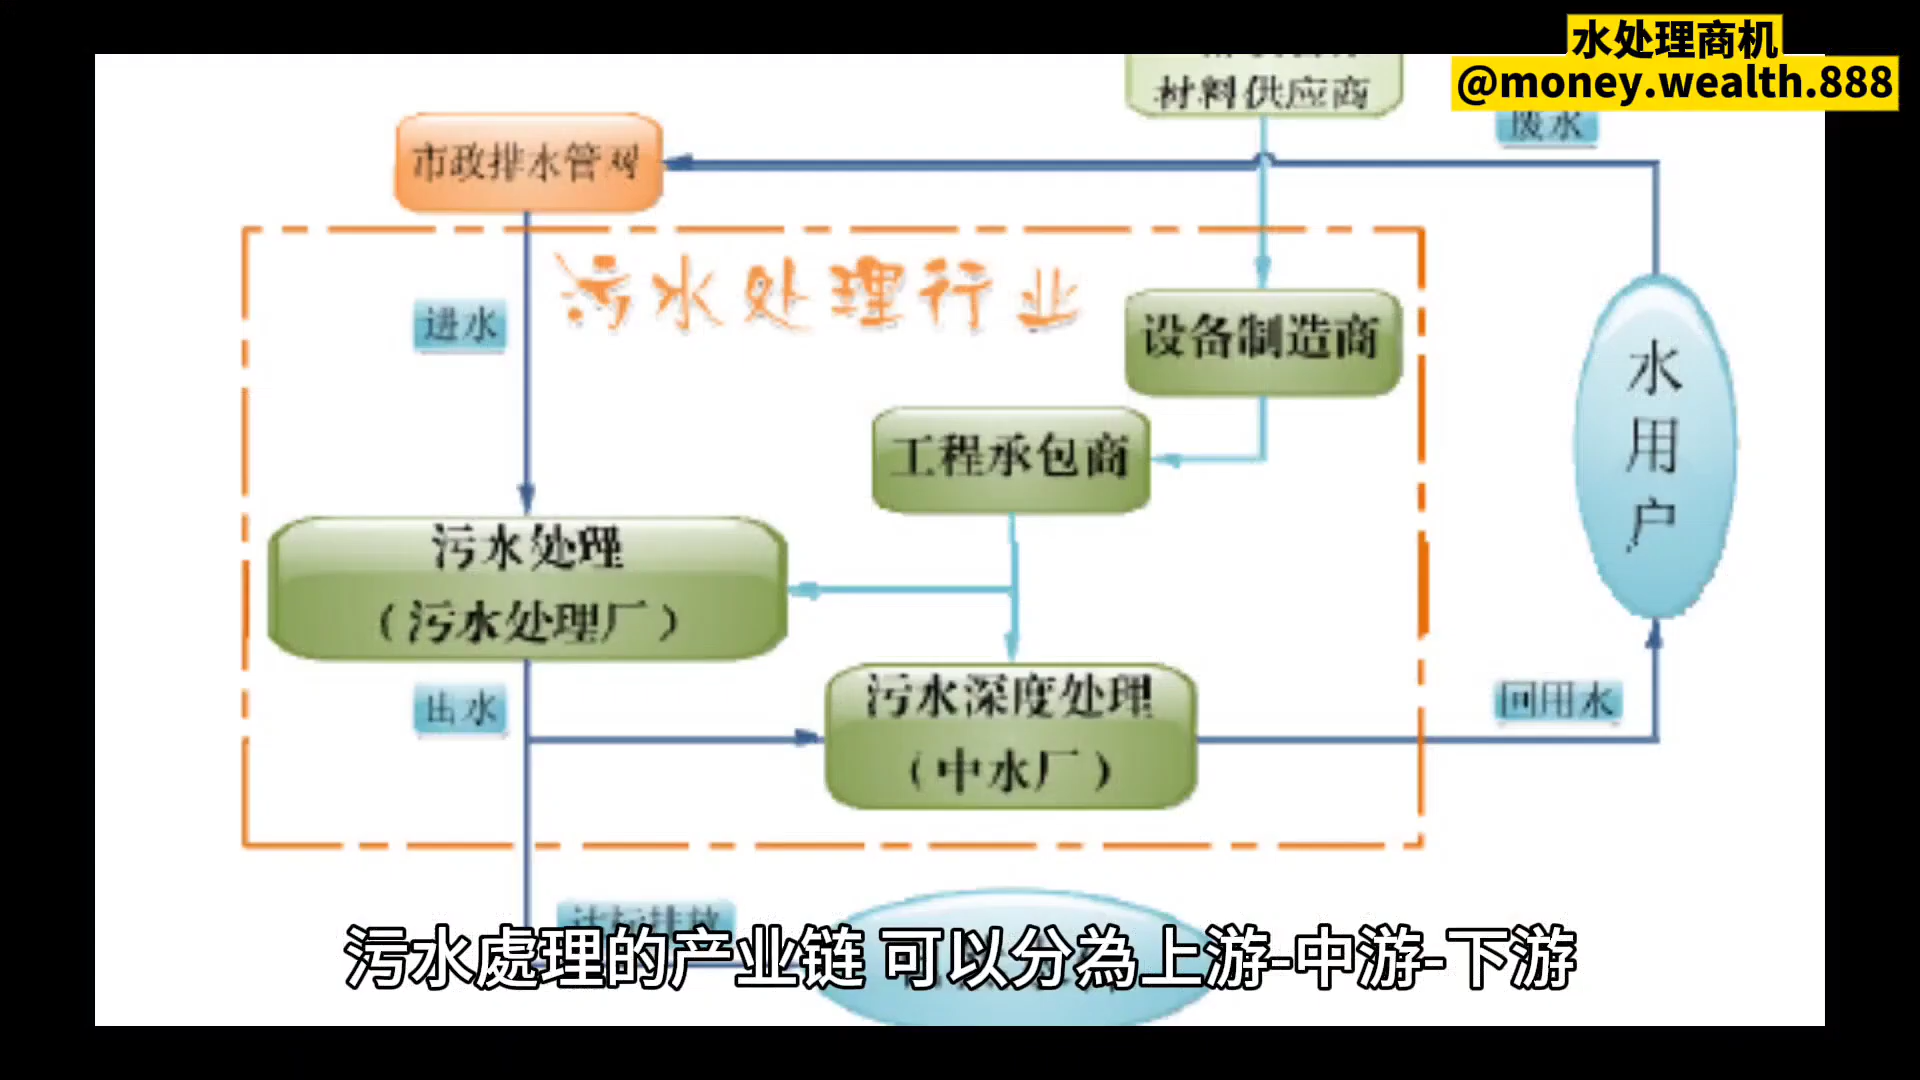 水处理商机
@money.wealth.888
材料供应商
废水
市政排水管网
污水处理行业
进水
设备制造商
水用户
工程承包商
污水处理
（污水处理厂）
出水
污水深度处理
（中水厂）
回用水
达标排放
污水處理的产业链 可以分為上游-中游-下游